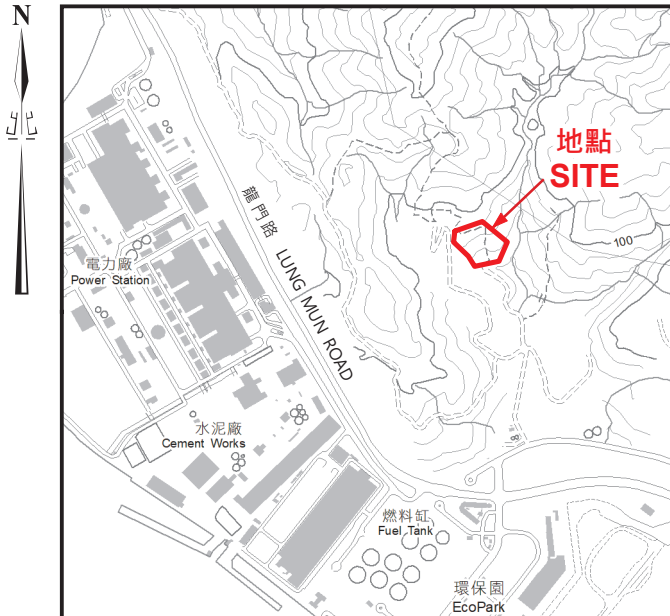 N
地點
SITE
100
龍門路 LUNG MUN ROAD
電力廠
Power Station
水泥廠
Cement Works
燃料缸
Fuel Tank
環保園
EcoPark